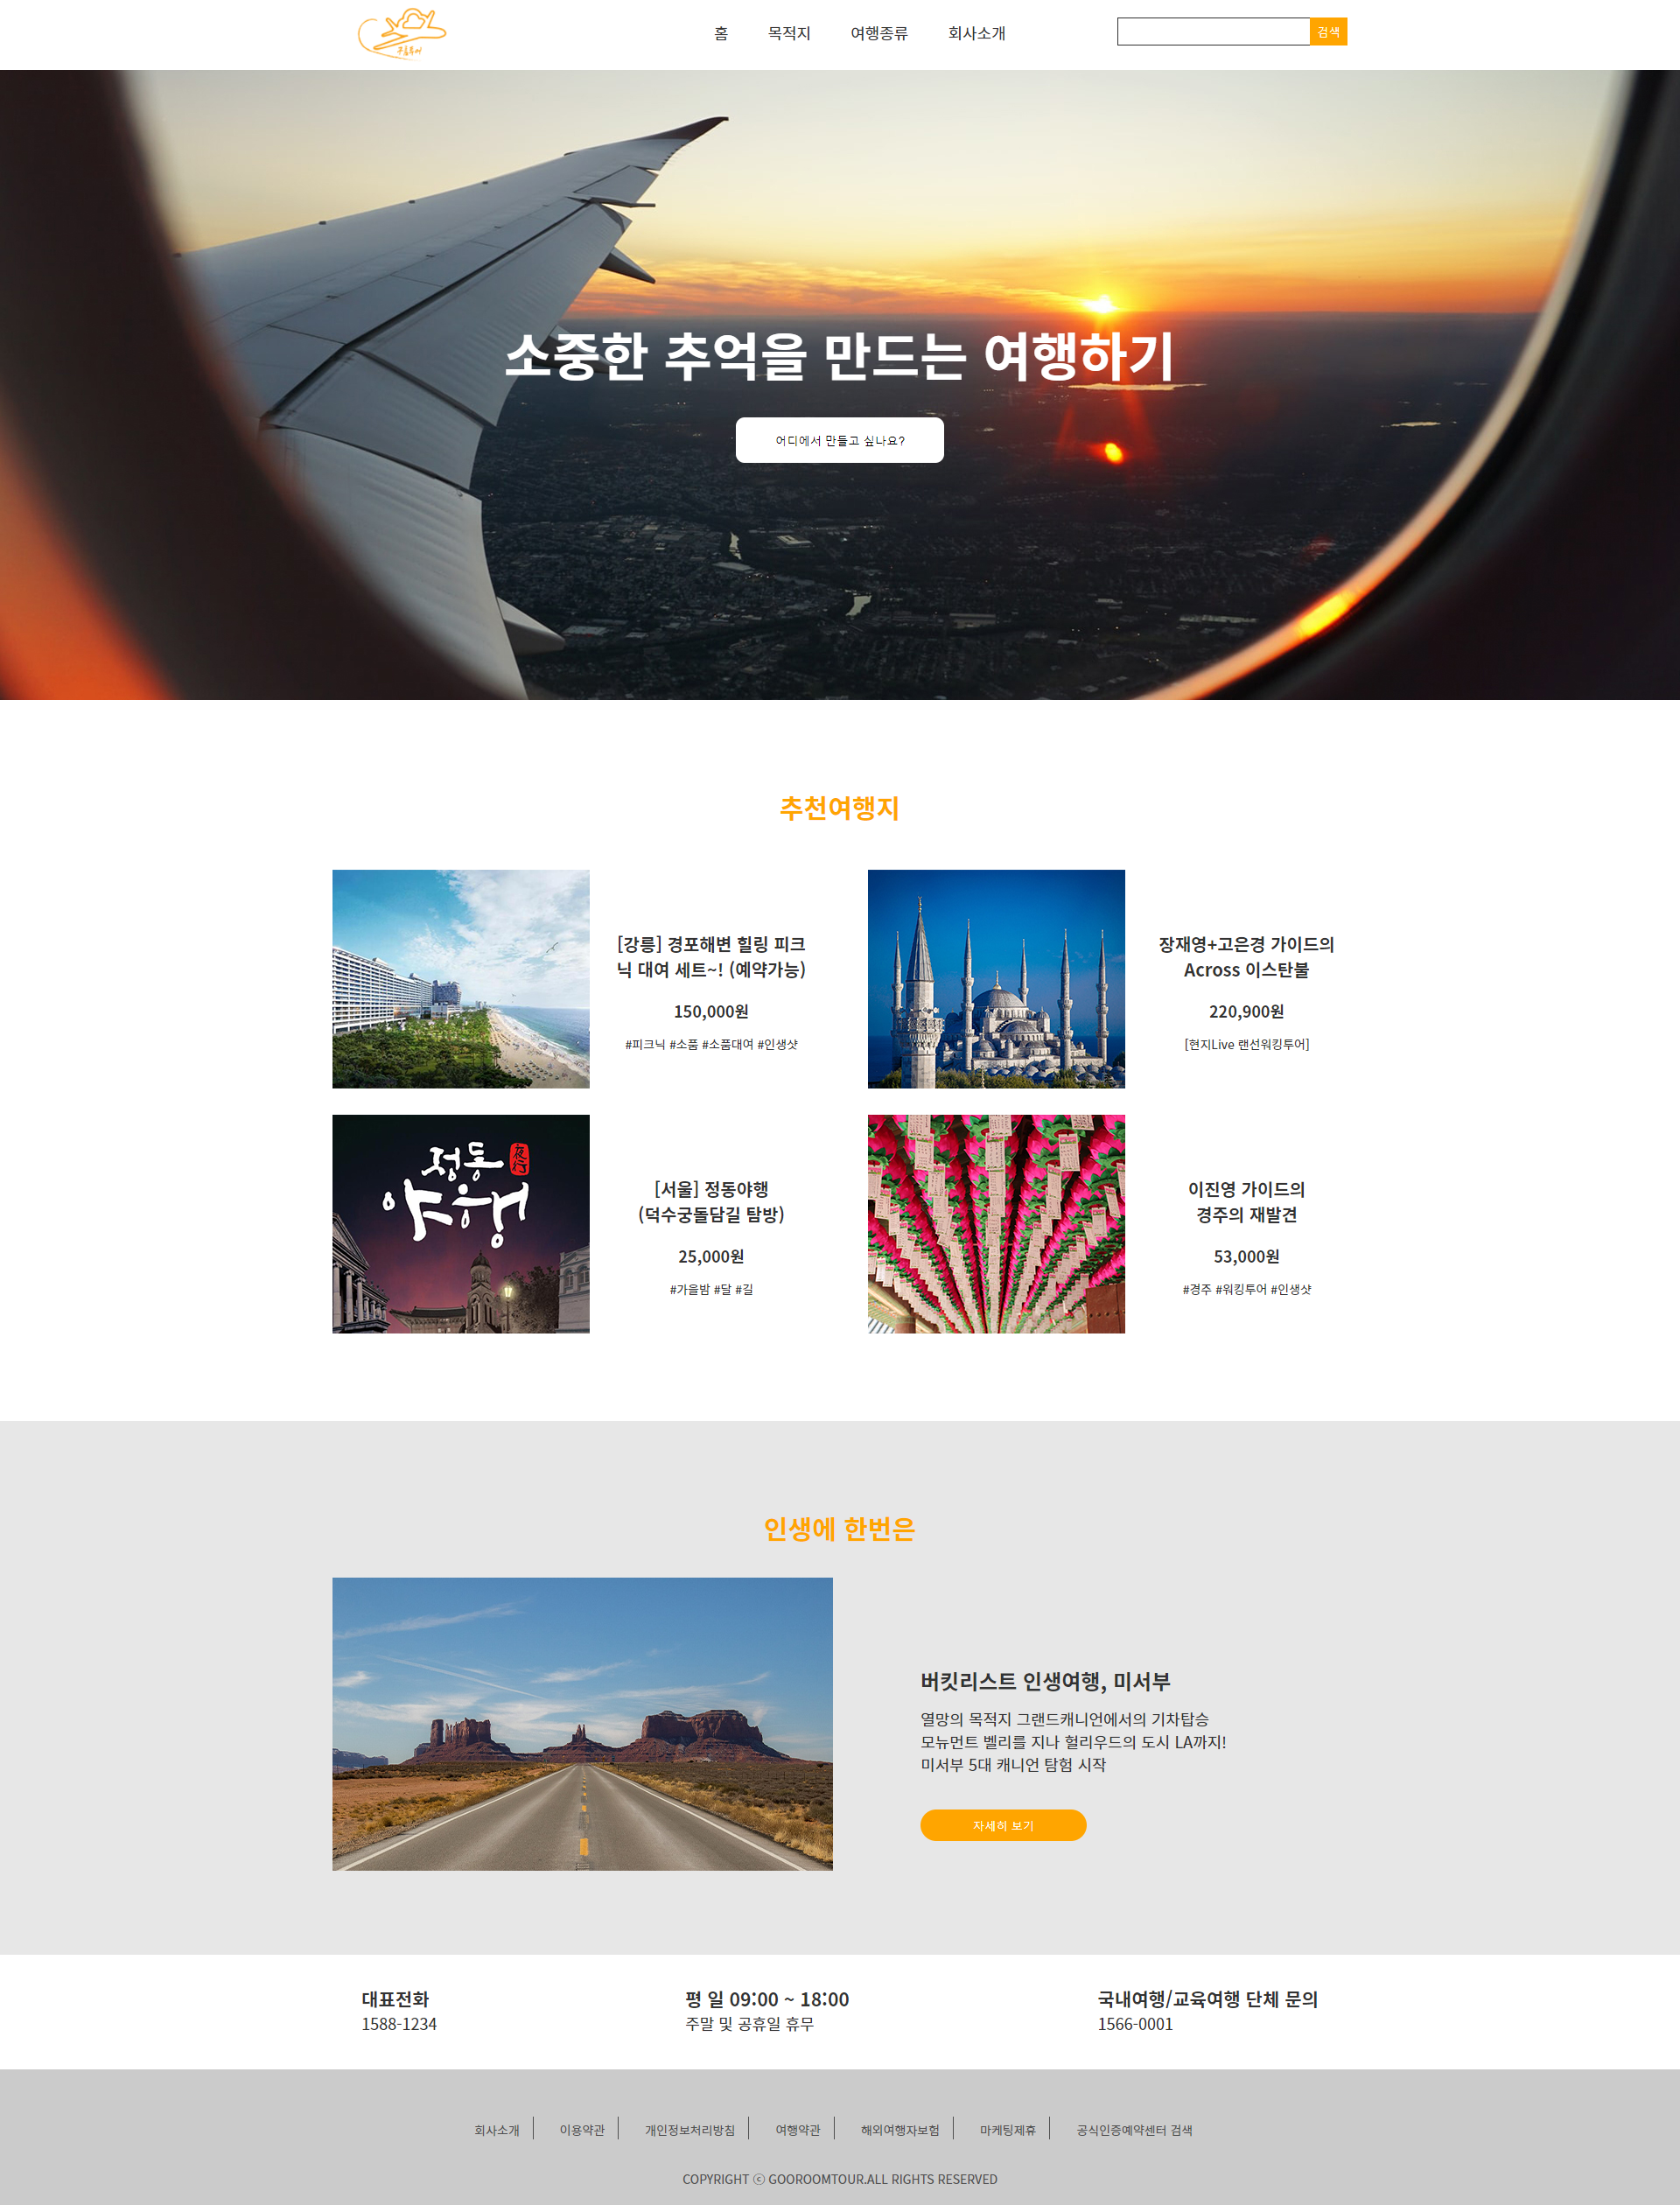 구름투어
홈 목적지 여행종류 회사소개
검색
소중한 추억을 만드는 여행하기
어디에서 만들고 싶나요?
추천여행지
[강릉] 경포해변 힐링 피크
닉 대여 세트~! (예약가능)
150,000원
#피크닉 #소품 #소품대여 #인생샷
장재영+고은경 가이드의
Across 이스탄불
220,900원
[현지Live 랜선워킹투어]
정동
夜行
야행
[서울] 정동야행
(덕수궁돌담길 탐방)
25,000원
#가을밤 #달 #길
이진영 가이드의
경주의 재발견
53,000원
#경주 #워킹투어 #인생샷
인생에 한번은
버킷리스트 인생여행, 미서부
열망의 목적지 그랜드캐니언에서의 기차탑승
모뉴먼트 벨리를 지나 헐리우드의 도시 LA까지!
미서부 5대 캐니언 탐험 시작
자세히 보기
대표전화
1588-1234
평 일 09:00 ~ 18:00
주말 및 공휴일 휴무
국내여행/교육여행 단체 문의
1566-0001
회사소개 이용약관 개인정보처리방침 여행약관 해외여행자보험 마케팅제휴 공식인증예약센터 검색
COPYRIGHT ⓒ GOOROOMTOUR.ALL RIGHTS RESERVED